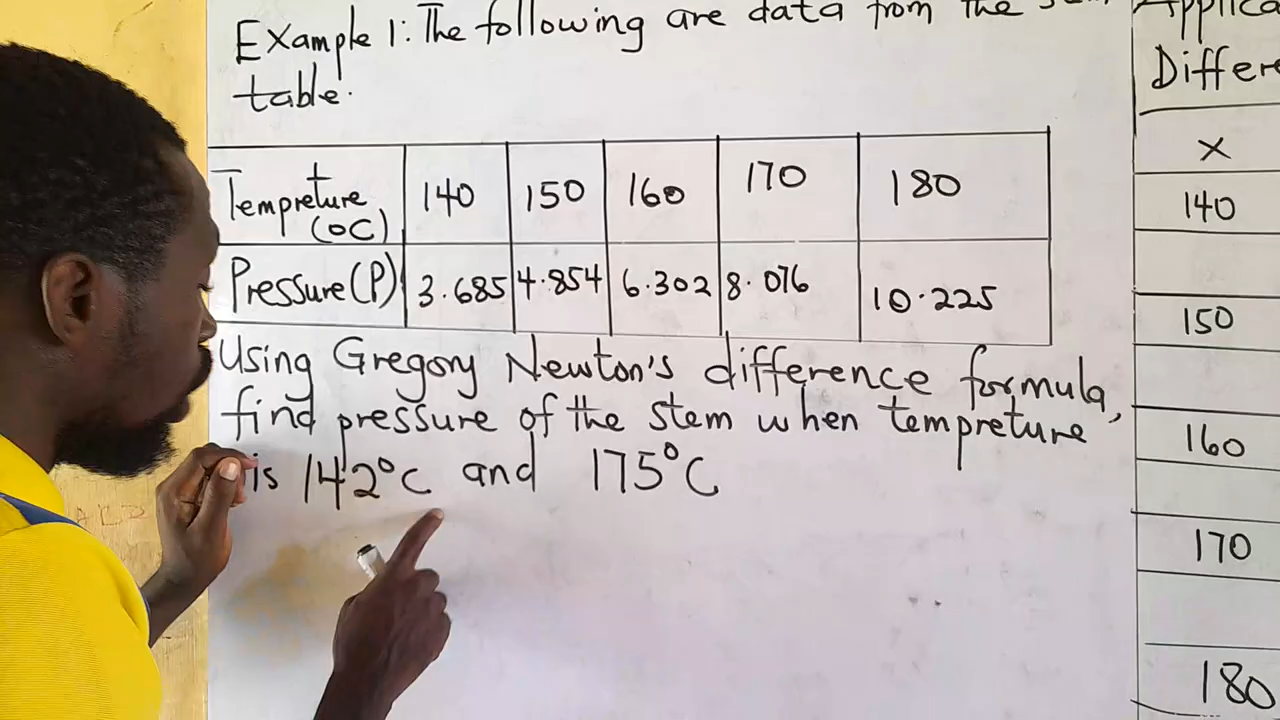 Example 1: The following are data from the
table.
Tempreture (OC) 140 150 160 170 180
Pressure (P) 3.685 4.854 6.302 8.076 10.225
Using Gregory Newton's difference formula,
find pressure of the stem when tempreture
is 142°C and 175°C
x
140
150
160
170
180